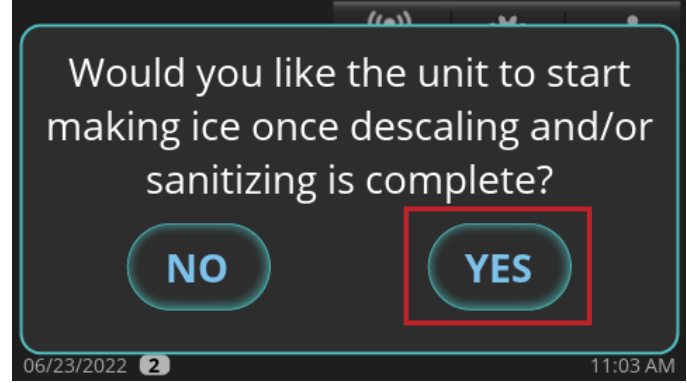 Would you like the unit to start
making ice once descaling and/or
sanitizing is complete?
NO YES
06/23/2022 2 11:03 AM